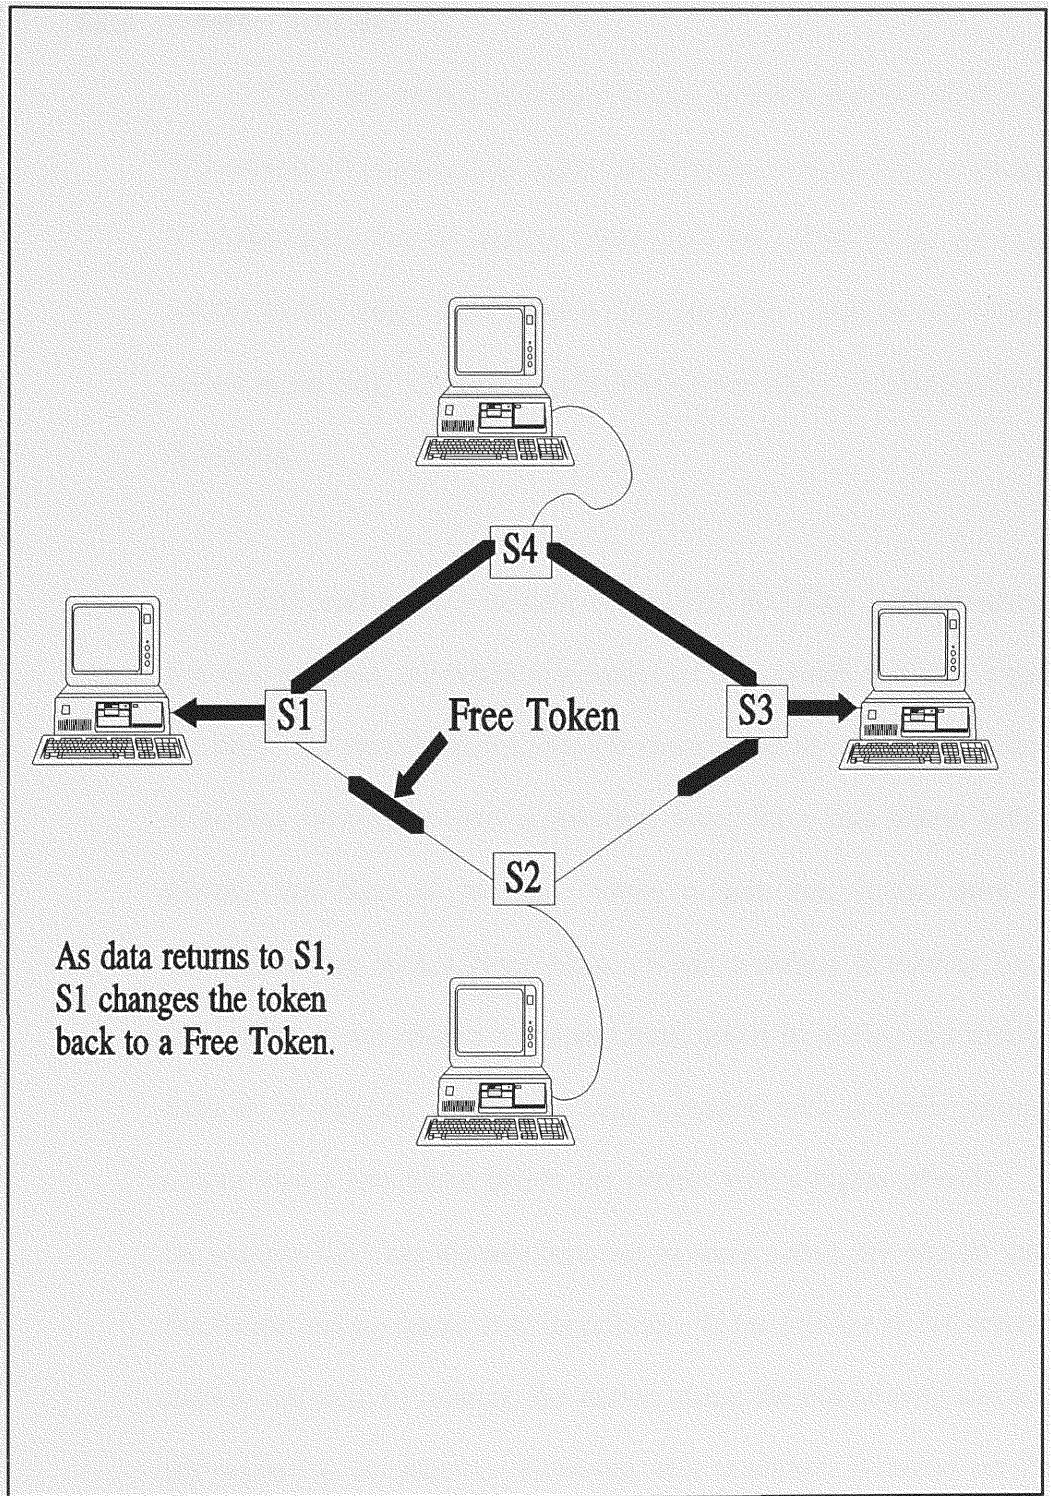 S4
S1
Free Token
S3
S2
As data returns to S1,
S1 changes the token
back to a Free Token.